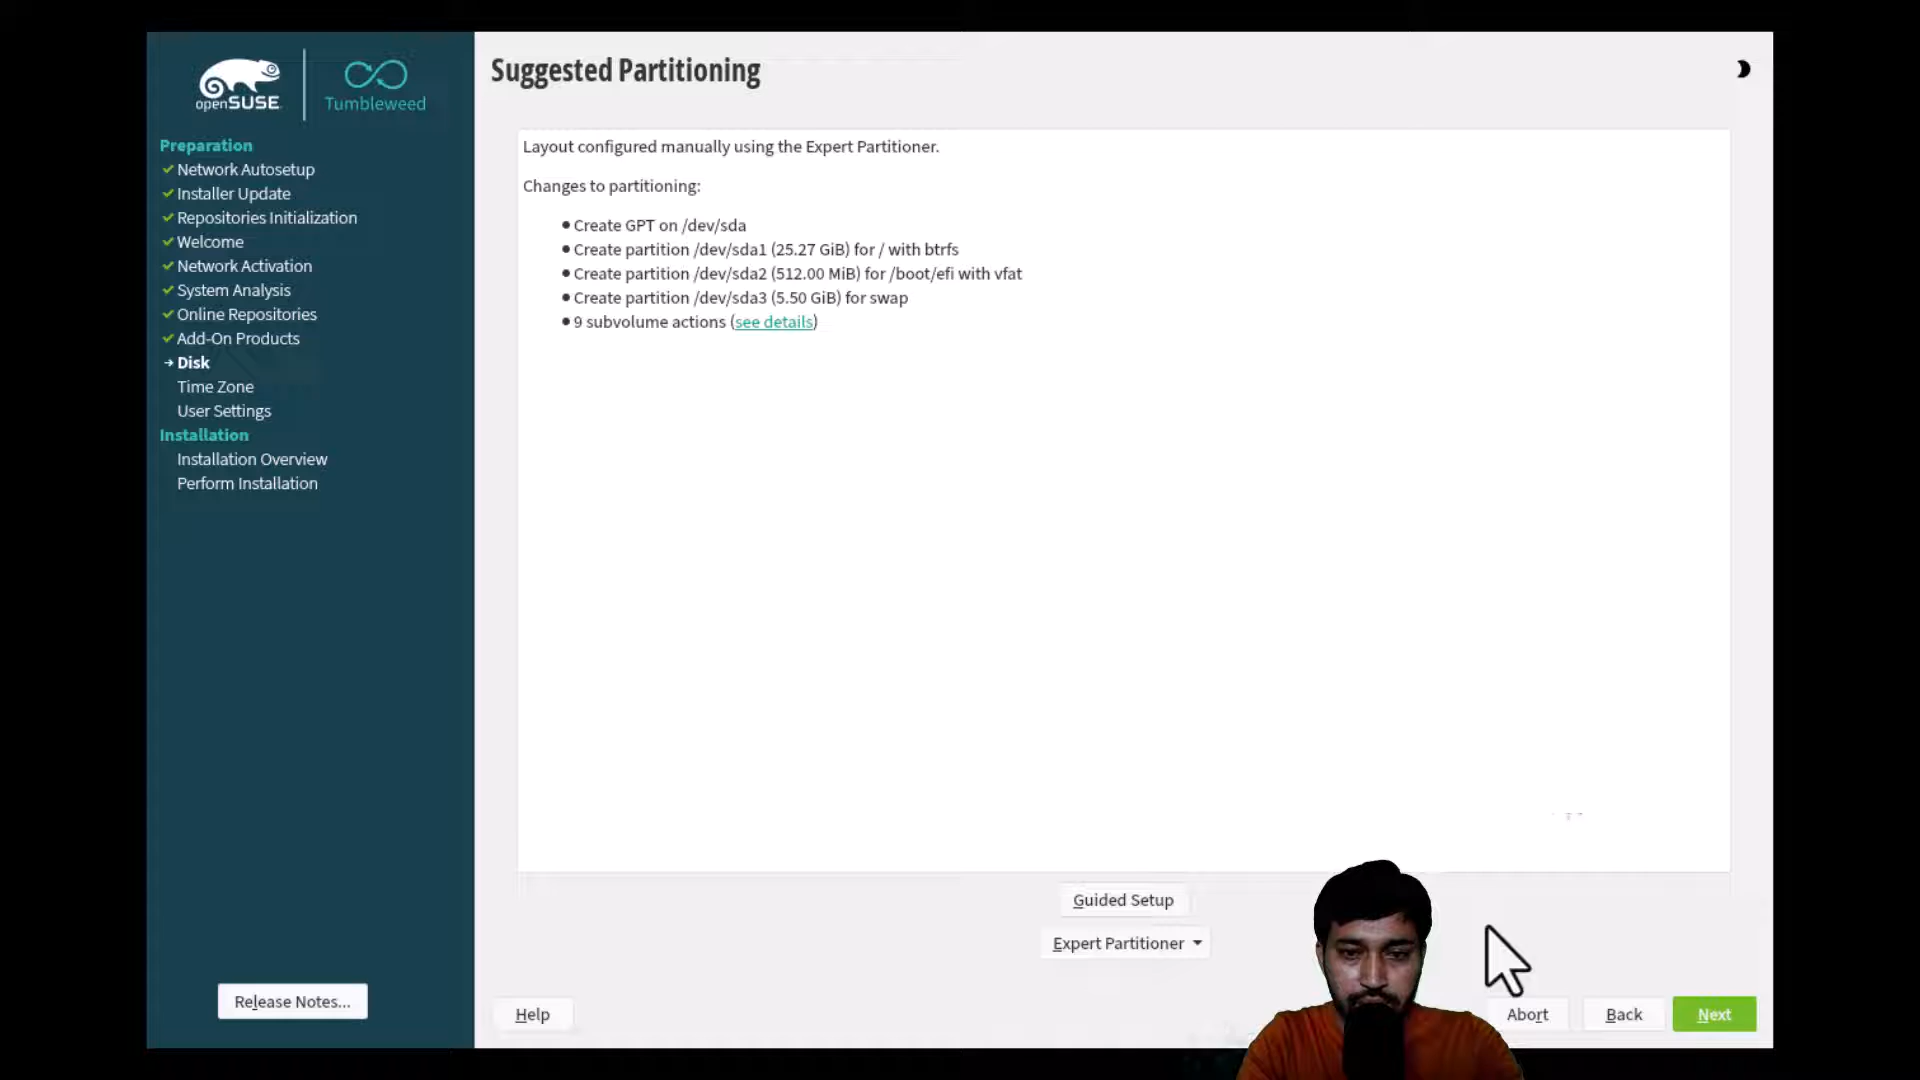 openSUSE
Tumbleweed
Preparation
Network Autosetup
Installer Update
Repositories Initialization
Welcome
Network Activation
System Analysis
Online Repositories
Add-On Products
Disk
Time Zone
User Settings
Installation
Installation Overview
Perform Installation
Release Notes...
Suggested Partitioning
Layout configured manually using the Expert Partitioner.
Changes to partitioning:
Create GPT on /dev/sda
Create partition /dev/sda1 (25.27 GiB) for / with btrfs
Create partition /dev/sda2 (512.00 MiB) for /boot/efi with vfat
Create partition /dev/sda3 (5.50 GiB) for swap
9 subvolume actions (see details)
Guided Setup
Expert Partitioner
Help
Abort
Back
Next